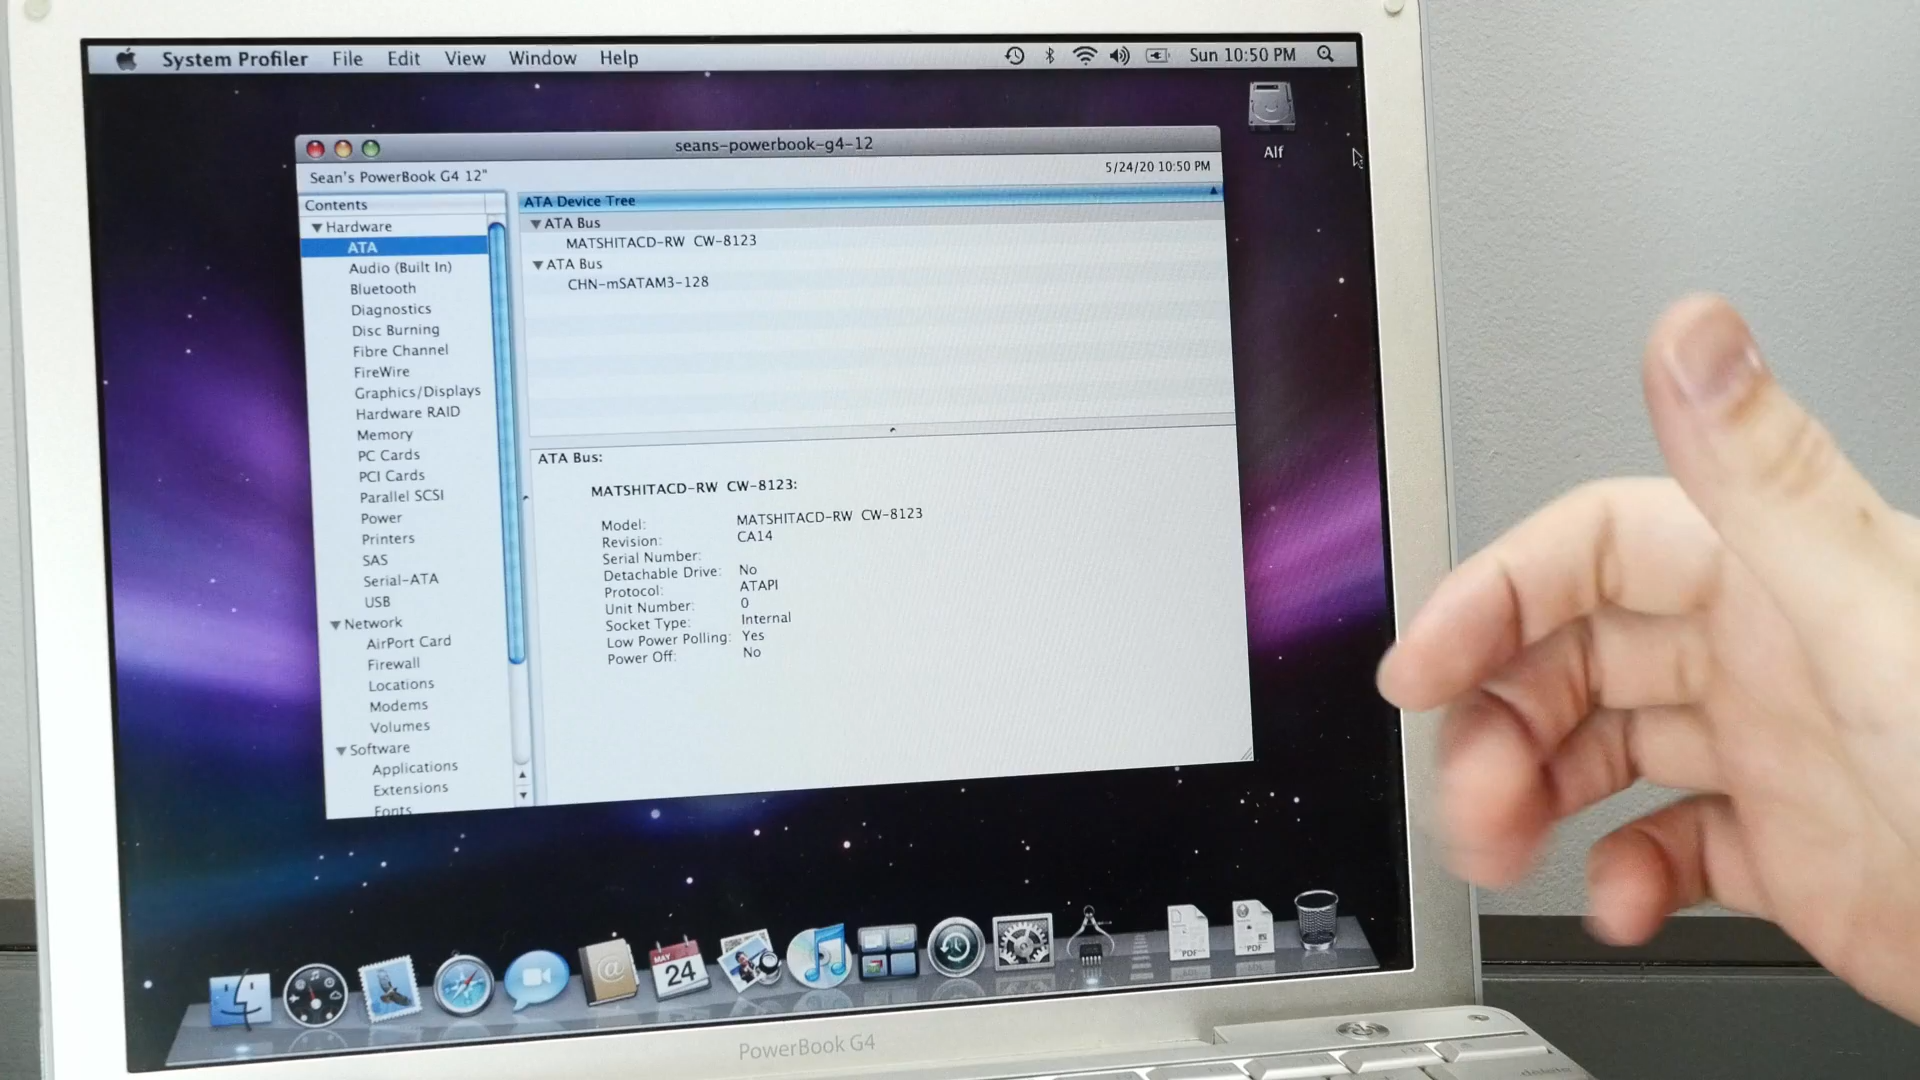 System Profiler File Edit View Window Help Sun 10:50 PM
Alf
seans-powerbook-g4-12
Sean's PowerBook G4 12" 5/24/20 10:50 PM
Contents
Hardware
ATA
Audio (Built In)
Bluetooth
Diagnostics
Disc Burning
Fibre Channel
FireWire
Graphics/Displays
Hardware RAID
Memory
PC Cards
PCI Cards
Parallel SCSI
Power
Printers
SAS
Serial-ATA
USB
Network
AirPort Card
Firewall
Locations
Modems
Volumes
Software
Applications
Extensions
Fonts
ATA Device Tree
ATA Bus
MATSHITACD-RW CW-8123
ATA Bus
CHN-mSATAM3-128
ATA Bus:
MATSHITACD-RW CW-8123:
Model: MATSHITACD-RW CW-8123
Revision: CA14
Serial Number:
Detachable Drive: No
Protocol: ATAPI
Unit Number: 0
Socket Type: Internal
Low Power Polling: Yes
Power Off: No
MAY
24
PDF
PDF
PowerBook G4
delete